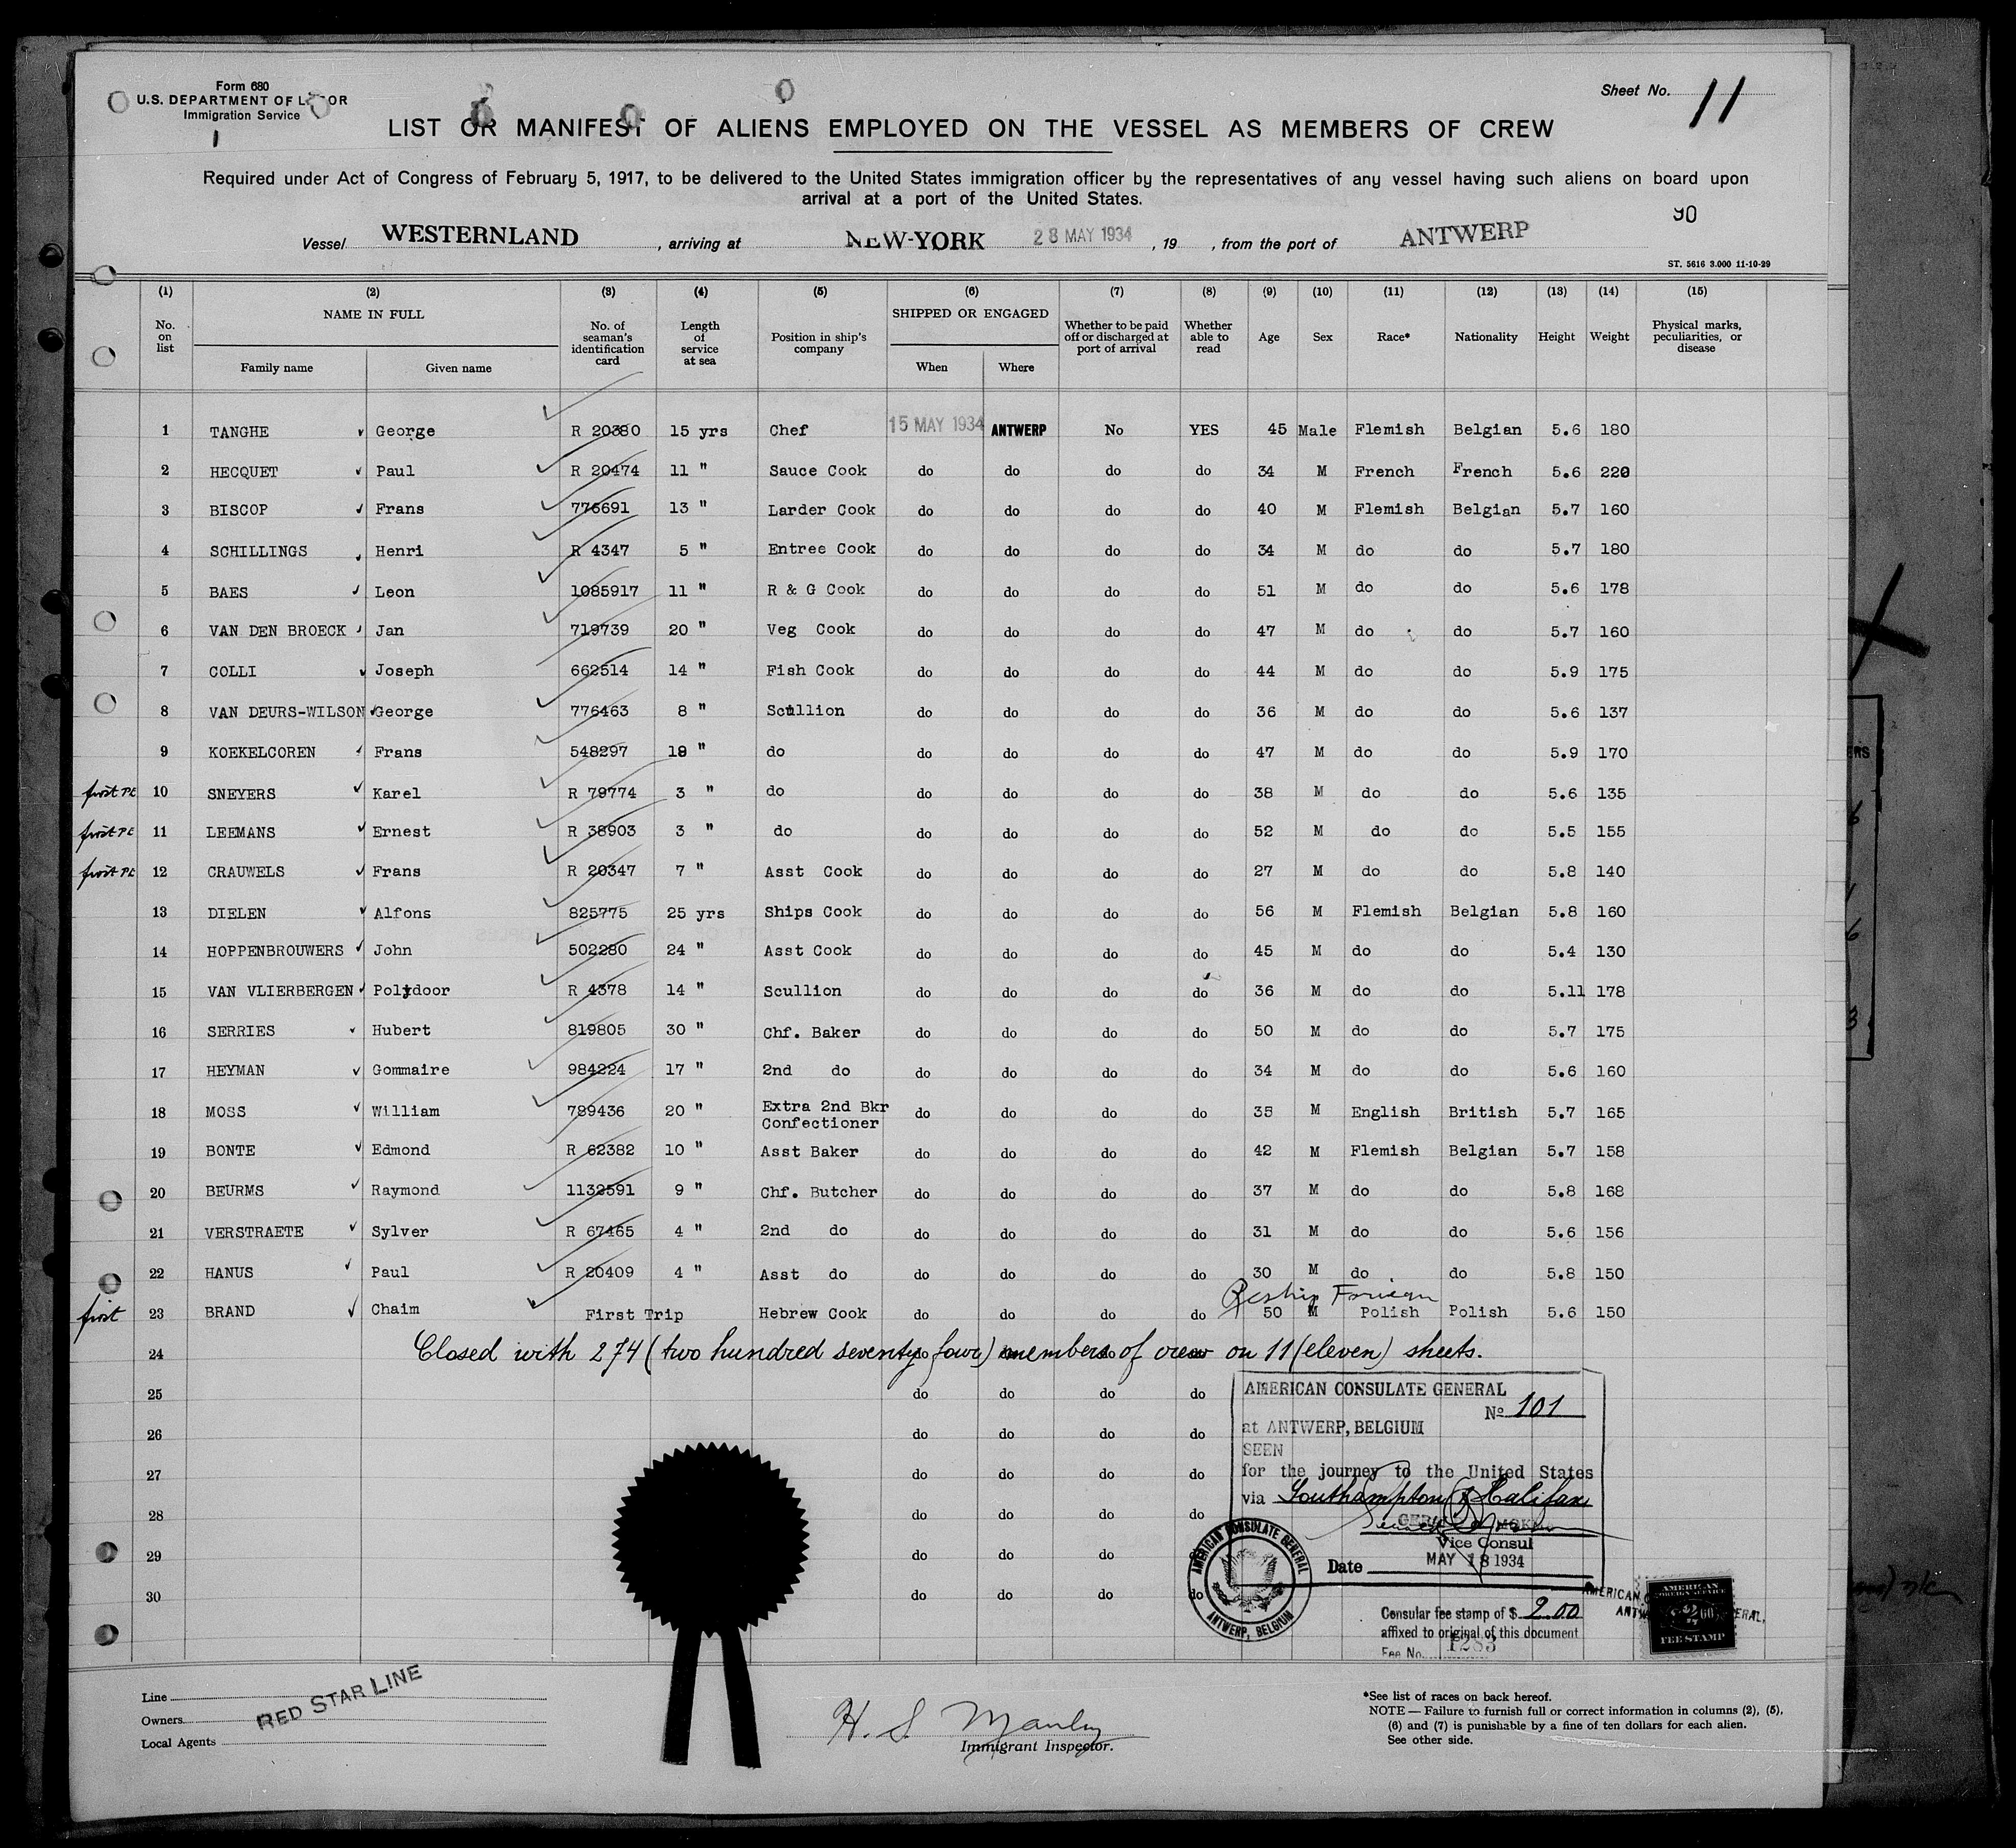 Form 680
U.S. DEPARTMENT OF LABOR
Immigration Service
Sheet No. 11
LIST OR MANIFEST OF ALIENS EMPLOYED ON THE VESSEL AS MEMBERS OF CREW
Required under Act of Congress of February 5, 1917, to be delivered to the United States immigration officer by the representatives of any vessel having such aliens on board upon
arrival at a port of the United States.
90
Vessel WESTERNLAND, arriving at NEW-YORK 28 MAY 1934, 19 , from the port of ANTWERP
ST. 5616 3.000 11-10-29
(1) (2) (3) (4) (5) (6) (7) (8) (9) (10) (11) (12) (13) (14) (15)
No. on list NAME IN FULL Family name Given name No. of seaman's identification card Length of service at sea Position in ship's company SHIPPED OR ENGAGED When Where Whether to be paid off or discharged at port of arrival Whether able to read Age Sex Race* Nationality Height Weight Physical marks, peculiarities, or disease
1 TANGHE George R 20380 15 yrs Chef 15 MAY 1934 ANTWERP No YES 45 Male Flemish Belgian 5.6 180
2 HECQUET Paul R 20474 11 " Sauce Cook do do do do 34 M French French 5.6 220
3 BISCOP Frans 776691 13 " Larder Cook do do do do 40 M Flemish Belgian 5.7 160
4 SCHILLINGS Henri R 4347 5 " Entree Cook do do do do 34 M do do 5.7 180
5 BAES Leon 1085917 11 " R & G Cook do do do do 51 M do do 5.6 178
6 VAN DEN BROECK Jan 719739 20 " Veg Cook do do do do 47 M do do 5.7 160
7 COLLI Joseph 662514 14 " Fish Cook do do do do 44 M do do 5.9 175
8 VAN DEURS-WILSON George 776463 8 " Scullion do do do do 36 M do do 5.6 137
9 KOEKELCOREN Frans 548297 18 " do do do do do 47 M do do 5.9 170
first PE 10 SNEYERS Karel R 79774 3 " do do do do do 38 M do do 5.6 135
first PE 11 LEEMANS Ernest R 38903 3 " do do do do do 52 M do do 5.5 155
first PE 12 CRAUWELS Frans R 20347 7 " Asst Cook do do do do 27 M do do 5.8 140
13 DIELEN Alfons 825775 25 yrs Ships Cook do do do do 56 M Flemish Belgian 5.8 160
14 HOPPENBROUWERS John 502280 24 " Asst Cook do do do do 45 M do do 5.4 130
15 VAN VLIERBERGEN Polydoor R 4378 14 " Scullion do do do do 36 M do do 5.11 178
16 SERRIES Hubert 819805 30 " Chf. Baker do do do do 50 M do do 5.7 175
17 HEYMAN Gommaire 984224 17 " 2nd do do do do do 34 M do do 5.6 160
18 MOSS William 789436 20 " Extra 2nd Bkr Confectioner do do do do 35 M English British 5.7 165
19 BONTE Edmond R 62382 10 " Asst Baker do do do do 42 M Flemish Belgian 5.7 158
20 BEURMS Raymond 1132591 9 " Chf. Butcher do do do do 37 M do do 5.8 168
21 VERSTRAETE Sylver R 67465 4 " 2nd do do do do do 31 M do do 5.6 156
22 HANUS Paul R 20409 4 " Asst do do do do do 30 M do do 5.8 150
Reship Foreign
first 23 BRAND Chaim First Trip Hebrew Cook do do do do 50 M Polish Polish 5.6 150
24 do do do do
Closed with 274 (two hundred seventy four) members of crew on 11 (eleven) sheets.
25 do do do do
26 do do do do
27 do do do do
28 do do do do
29 do do do do
30 do do do do
AMERICAN CONSULATE GENERAL
No 101
at ANTWERP, BELGIUM
SEEN
for the journey to the United States
via Southampton & Halifax
Vice Consul
Date MAY 18 1934
AMERICAN CONSULATE GENERAL
ANTWERP, BELGIUM
Consular fee stamp of $ 2.00
affixed to original of this document
Fee No. 1283
AMERICAN
FOREIGN SERVICE
FEE STAMP
Line
Owners
Local Agents
RED STAR LINE
H. S. Manley
Immigrant Inspector.
*See list of races on back hereof.
NOTE — Failure to furnish full or correct information in columns (2), (5),
(6) and (7) is punishable by a fine of ten dollars for each alien.
See other side.